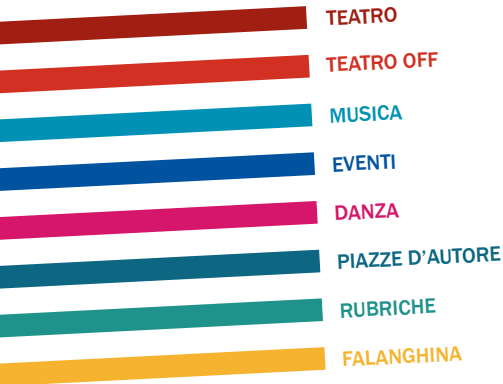 TEATRO
TEATRO OFF
MUSICA
EVENTI
DANZA
PIAZZE D'AUTORE
RUBRICHE
FALANGHINA